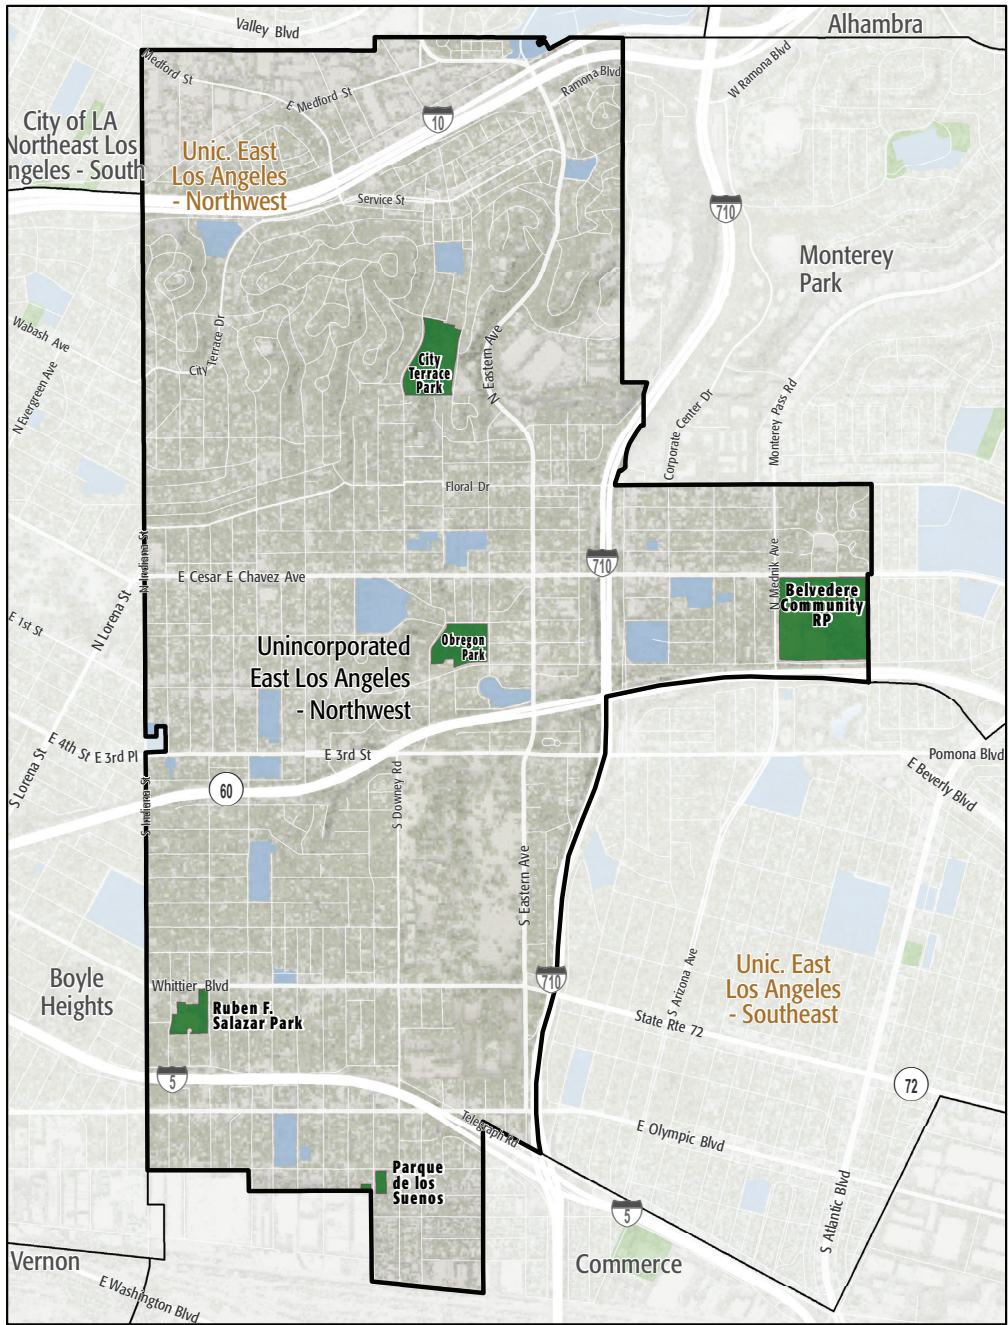 Valley Blvd
Alhambra
Medford St
E Medford St
Ramona Blvd
W Ramona Blvd
10
City of LA
Northeast Los
ngeles - South
Unic. East
Los Angeles
- Northwest
Service St
710
Monterey
Park
Wabash Ave
City Terrace Dr
N Evergreen Ave
City
Terrace
Park
N Eastern Ave
Corporate Center Dr
Monterey Pass Rd
Floral Dr
N Indiana St
E Cesar E Chavez Ave
710
N Mednik Ave
Belvedere
Community
RP
E 1st St
N Lorena St
Obregon
Park
Unincorporated
East Los Angeles
- Northwest
E 4th St
E 3rd Pl
E 3rd St
Pomona Blvd
E Beverly Blvd
S Lorena St
S Indiana St
60
S Downey Rd
S Eastern Ave
Boyle
Heights
Whittier Blvd
Ruben F.
Salazar Park
710
S Arizona Ave
Unic. East
Los Angeles
- Southeast
State Rte 72
72
5
Telegraph Rd
E Olympic Blvd
Parque
de los
Suenos
S Atlantic Blvd
5
Vernon
Commerce
E Washington Blvd